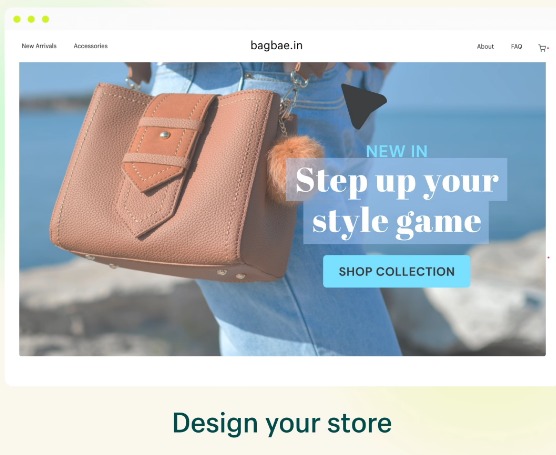 New Arrivals Accessories bagbae.in About FAQ
NEW IN
Step up your
style game
SHOP COLLECTION
Design your store